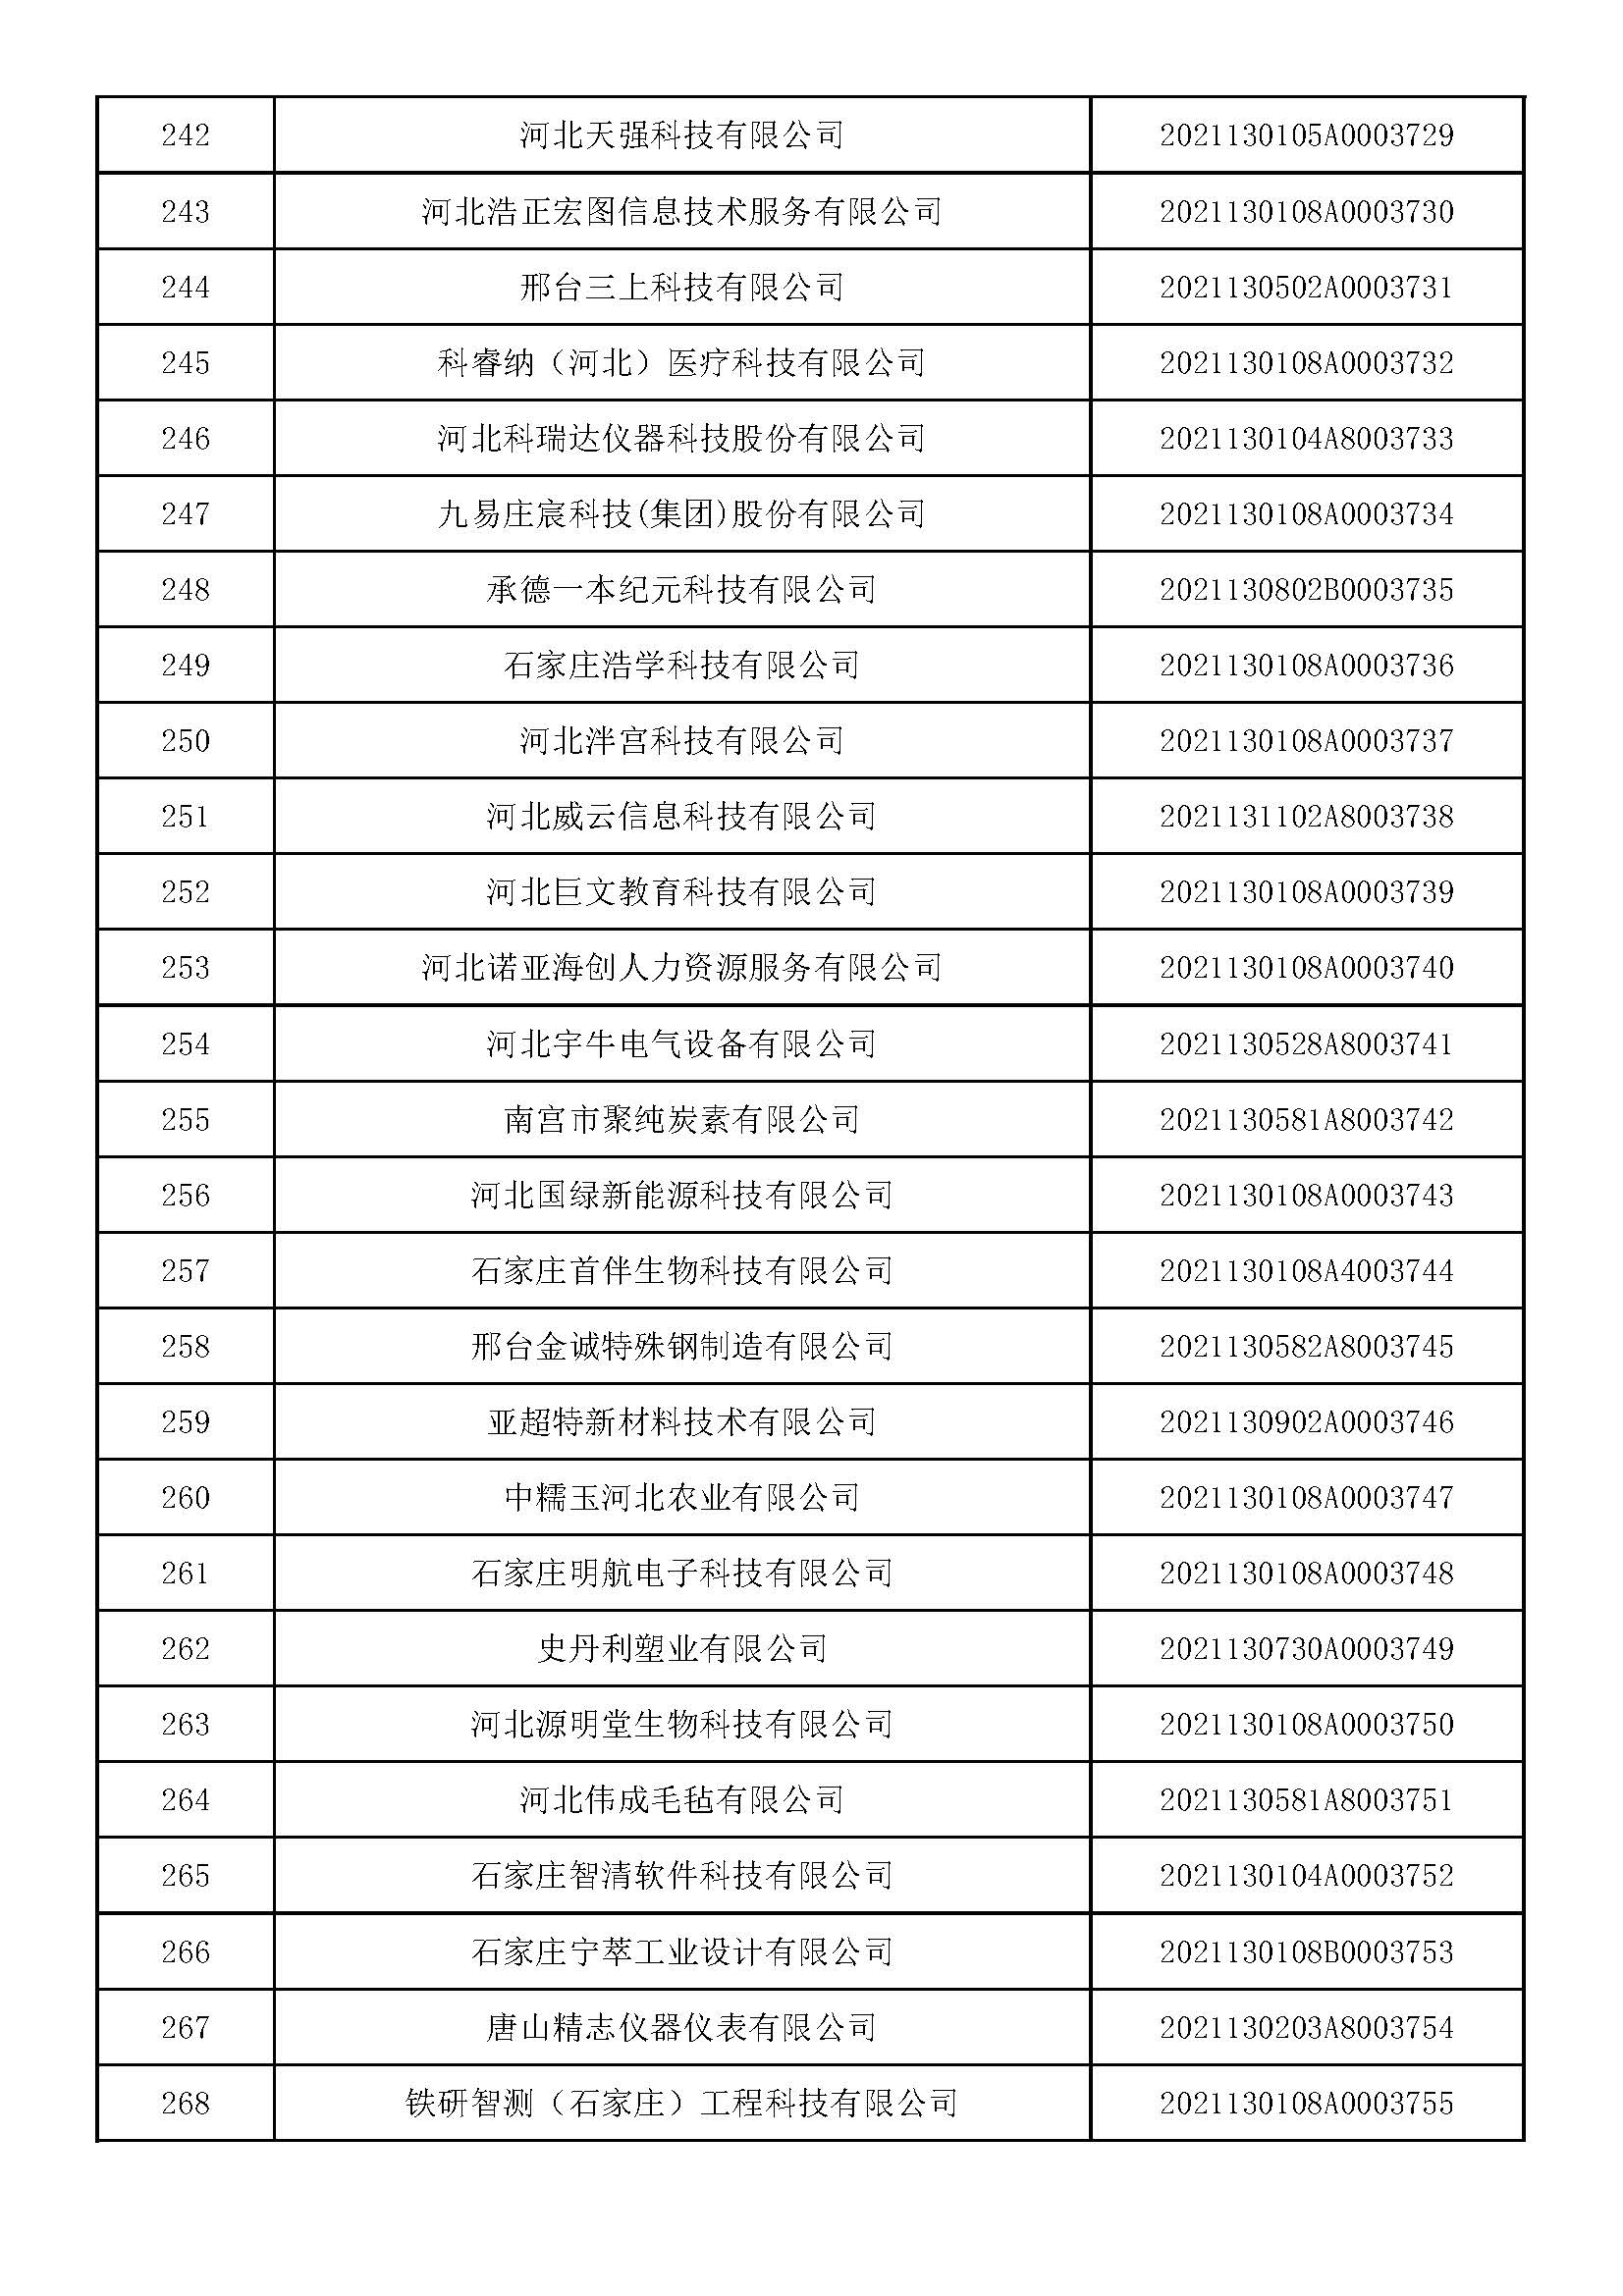 242 河北天强科技有限公司 2021130105A0003729
243 河北浩正宏图信息技术服务有限公司 2021130108A0003730
244 邢台三上科技有限公司 2021130502A0003731
245 科睿纳（河北）医疗科技有限公司 2021130108A0003732
246 河北科瑞达仪器科技股份有限公司 2021130104A8003733
247 九易庄宸科技(集团)股份有限公司 2021130108A0003734
248 承德一本纪元科技有限公司 2021130802B0003735
249 石家庄浩学科技有限公司 2021130108A0003736
250 河北泮宫科技有限公司 2021130108A0003737
251 河北威云信息科技有限公司 2021131102A8003738
252 河北巨文教育科技有限公司 2021130108A0003739
253 河北诺亚海创人力资源服务有限公司 2021130108A0003740
254 河北宇牛电气设备有限公司 2021130528A8003741
255 南宫市聚纯炭素有限公司 2021130581A8003742
256 河北国绿新能源科技有限公司 2021130108A0003743
257 石家庄首伴生物科技有限公司 2021130108A4003744
258 邢台金诚特殊钢制造有限公司 2021130582A8003745
259 亚超特新材料技术有限公司 2021130902A0003746
260 中糯玉河北农业有限公司 2021130108A0003747
261 石家庄明航电子科技有限公司 2021130108A0003748
262 史丹利塑业有限公司 2021130730A0003749
263 河北源明堂生物科技有限公司 2021130108A0003750
264 河北伟成毛毡有限公司 2021130581A8003751
265 石家庄智清软件科技有限公司 2021130104A0003752
266 石家庄宁萃工业设计有限公司 2021130108B0003753
267 唐山精志仪器仪表有限公司 2021130203A8003754
268 铁研智测（石家庄）工程科技有限公司 2021130108A0003755